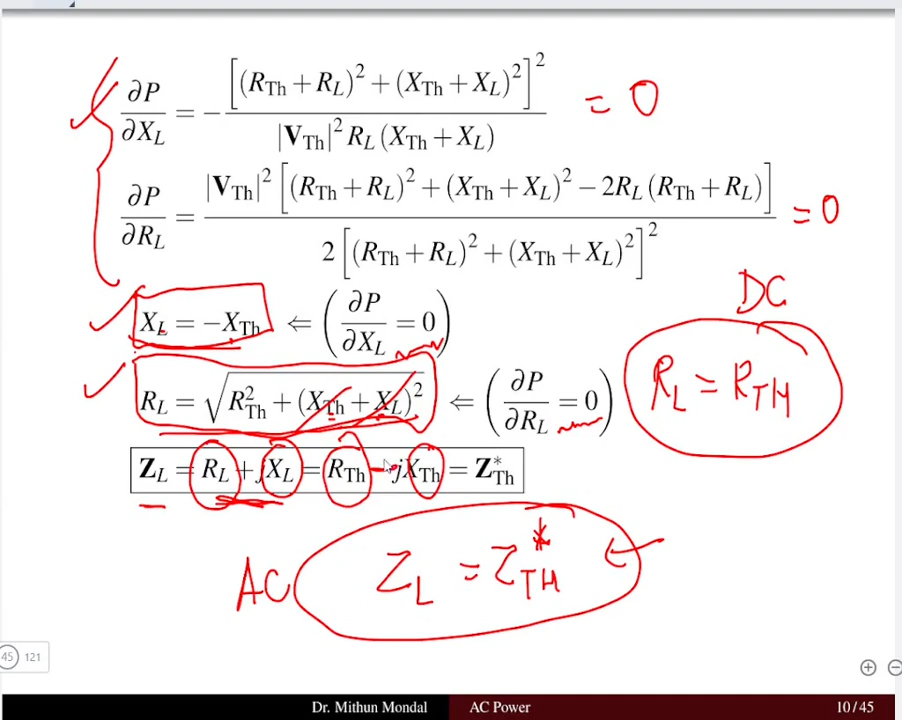 ∂P/∂X_L = −[(R_Th + R_L)² + (X_Th + X_L)²]² / |V_Th|² R_L (X_Th + X_L) = 0
∂P/∂R_L = |V_Th|² [(R_Th + R_L)² + (X_Th + X_L)² − 2R_L (R_Th + R_L)] / 2[(R_Th + R_L)² + (X_Th + X_L)²]² = 0
DC
X_L = −X_Th ⇐ (∂P/∂X_L = 0)
R_L = √(R²_Th + (X_Th + X_L)²) ⇐ (∂P/∂R_L = 0)
R_L = R_TH
Z_L = R_L + jX_L = R_Th − jX_Th = Z*_Th
AC Z_L = Z_TH*
45 121
Dr. Mithun Mondal AC Power 10/45